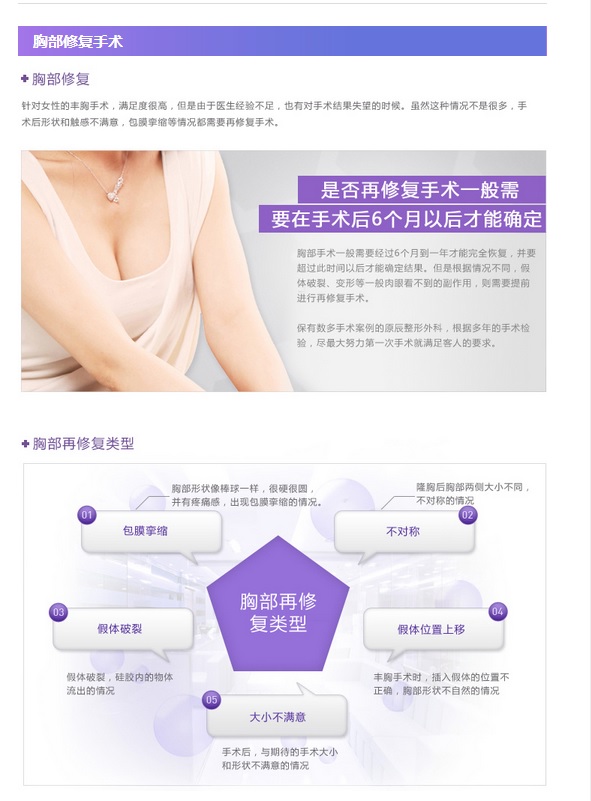 胸部修复手术
胸部修复
针对女性的丰胸手术，满足度很高，但是由于医生经验不足，也有对手术结果失望的时候。虽然这种情况不是很多，手
术后形状和触感不满意，包膜挛缩等情况都需要再修复手术。
是否再修复手术一般需
要在手术后6个月以后才能确定
胸部手术一般需要经过6个月到一年才能完全恢复，并要
超过此时间以后才能确定结果。但是根据情况不同，假
体破裂、变形等一般肉眼看不到的副作用，则需要提前
进行再修复手术。
保有数多手术案例的原辰整形外科，根据多年的手术检
验，尽最大努力第一次手术就满足客人的要求。
胸部再修复类型
胸部形状像棒球一样，很硬很圆，
并有疼痛感，出现包膜挛缩的情况。
01
包膜挛缩
隆胸后胸部两侧大小不同，
不对称的情况
02
不对称
胸部再修
复类型
03
假体破裂
假体破裂，硅胶内的物体
流出的情况
04
假体位置上移
丰胸手术时，插入假体的位置不
正确，胸部形状不自然的情况
05
大小不满意
手术后，与期待的手术大小
和形状不满意的情况